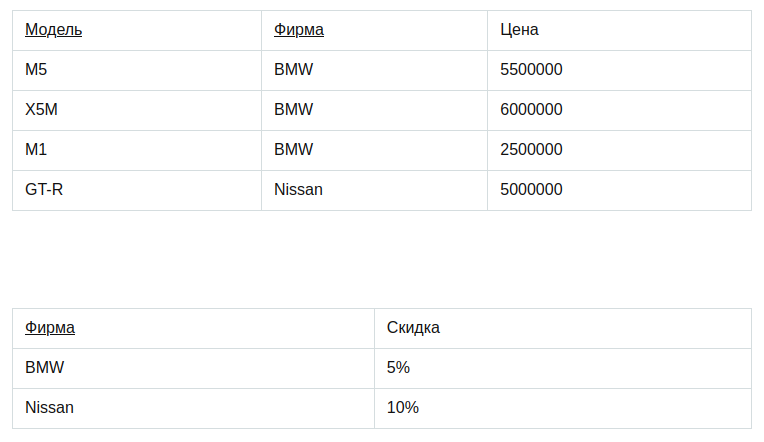 Модель Фирма Цена
M5 BMW 5500000
X5M BMW 6000000
M1 BMW 2500000
GT-R Nissan 5000000
Фирма Скидка
BMW 5%
Nissan 10%